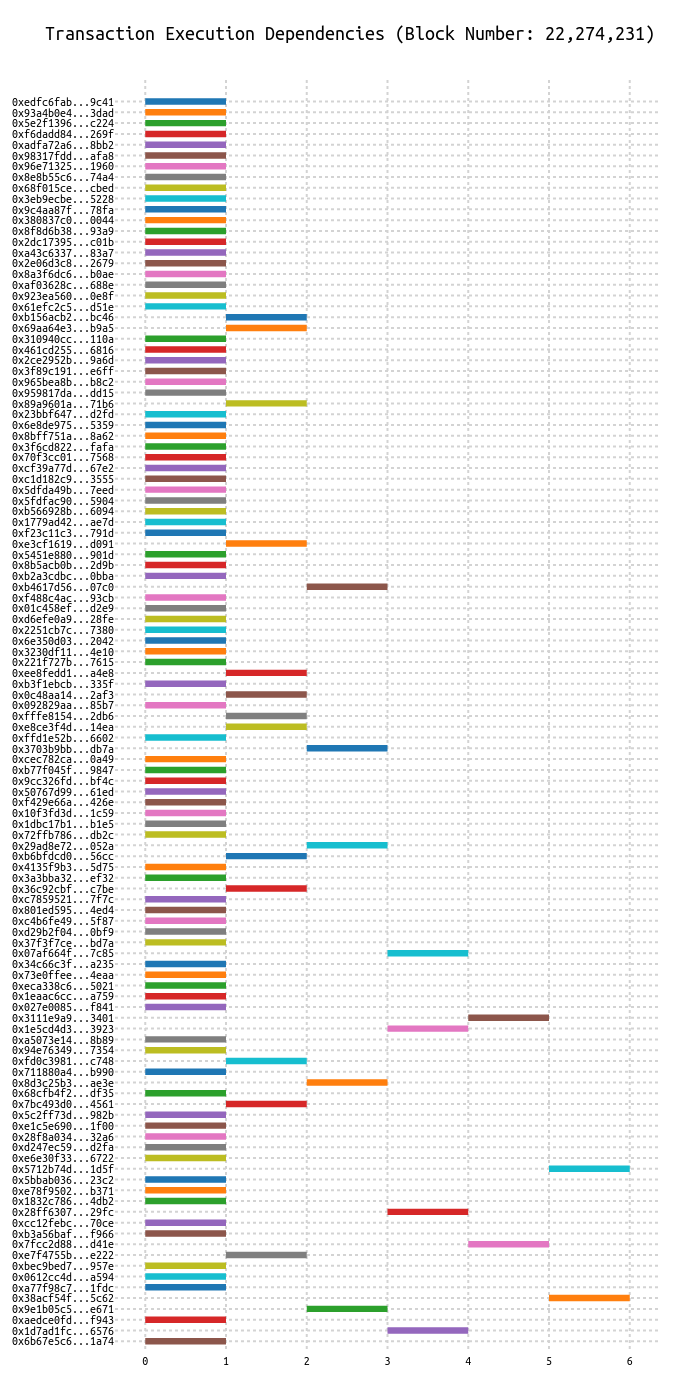 Transaction Execution Dependencies (Block Number: 22,274,231)
0xedfc6fab...9c41
0x93a4b0e4...3dad
0x5e2f1396...c224
0xf6dadd84...269f
0xadfa72a6...8bb2
0x98317fdd...afa8
0x96e71325...1960
0x8e8b55c6...74a4
0x68f015ce...cbed
0x3eb9ecbe...5228
0x9c4aa87f...78fa
0x380837c0...0044
0x8f8d6b38...93a9
0x2dc17395...c01b
0xa43c6337...83a7
0x2e06d3c8...2679
0x8a3f6dc6...b0ae
0xaf03628c...688e
0x923ea560...0e8f
0x61efc2c5...d51e
0xb156acb2...bc46
0x69aa64e3...b9a5
0x310940cc...110a
0x461cd255...6816
0x2ce2952b...9a6d
0x3f89c191...e6ff
0x965bea8b...b8c2
0x959817da...dd15
0x89a9601a...71b6
0x23bbf647...d2fd
0x6e8de975...5359
0x8bff751a...8a62
0x3f6cd822...fafa
0x70f3cc01...7568
0xcf39a77d...67e2
0xc1d182c9...3555
0x5dfda49b...7eed
0x5fdfac90...5904
0xb566928b...6094
0x1779ad42...ae7d
0xf23c11c3...791d
0xe3cf1619...d091
0x5451e880...901d
0x8b5acb0b...2d9b
0xb2a3cdbc...0bba
0xb4617d56...07c0
0xf488c4ac...93cb
0x01c458ef...d2e9
0xd6efe0a9...28fe
0x2251cb7c...7380
0x6e350d03...2042
0x3230df11...4e10
0x221f727b...7615
0xee8fedd1...a4e8
0xb3f1ebcb...335f
0x0c48aa14...2af3
0x092829aa...85b7
0xfffe8154...2db6
0xe8ce3f4d...14ea
0xffd1e52b...6602
0x3703b9bb...db7a
0xcec782ca...0a49
0xb77f045f...9847
0x9cc326fd...bf4c
0x50767d99...61ed
0xf429e66a...426e
0x10f3fd3d...1c59
0x1dbc17b1...b1e5
0x72ffb786...db2c
0x29ad8e72...052a
0xb6bfdcd0...56cc
0x4135f9b3...5d75
0x3a3bba32...ef32
0x36c92cbf...c7be
0xc7859521...7f7c
0x801ed595...4ed4
0xc4b6fe49...5f87
0xd29b2f04...0bf9
0x37f3f7ce...bd7a
0x07af664f...7c85
0x34c66c3f...a235
0x73e0ffee...4eaa
0xeca338c6...5021
0x1eaac6cc...a759
0x027e0085...f841
0x3111e9a9...3401
0x1e5cd4d3...3923
0xa5073e14...8b89
0x94e76349...7354
0xfd0c3981...c748
0x711880a4...b990
0x8d3c25b3...ae3e
0x68cfb4f2...df35
0x7bc493d0...4561
0x5c2ff73d...982b
0xe1c5e690...1f00
0x28f8a034...32a6
0xd247ec59...d2fa
0xe6e30f33...6722
0x5712b74d...1d5f
0x5bbab036...23c2
0xe78f9502...b371
0x1832c786...4db2
0x28ff6307...29fc
0xcc12febc...70ce
0xb3a56baf...f966
0x7fcc2d88...d41e
0xe7f4755b...e222
0xbec9bed7...957e
0x0612cc4d...a594
0xa77f98c7...1fdc
0x38acf54f...5c62
0x9e1b05c5...e671
0xaedce0fd...f943
0x1d7ad1fc...6576
0x6b67e5c6...1a74
0 1 2 3 4 5 6